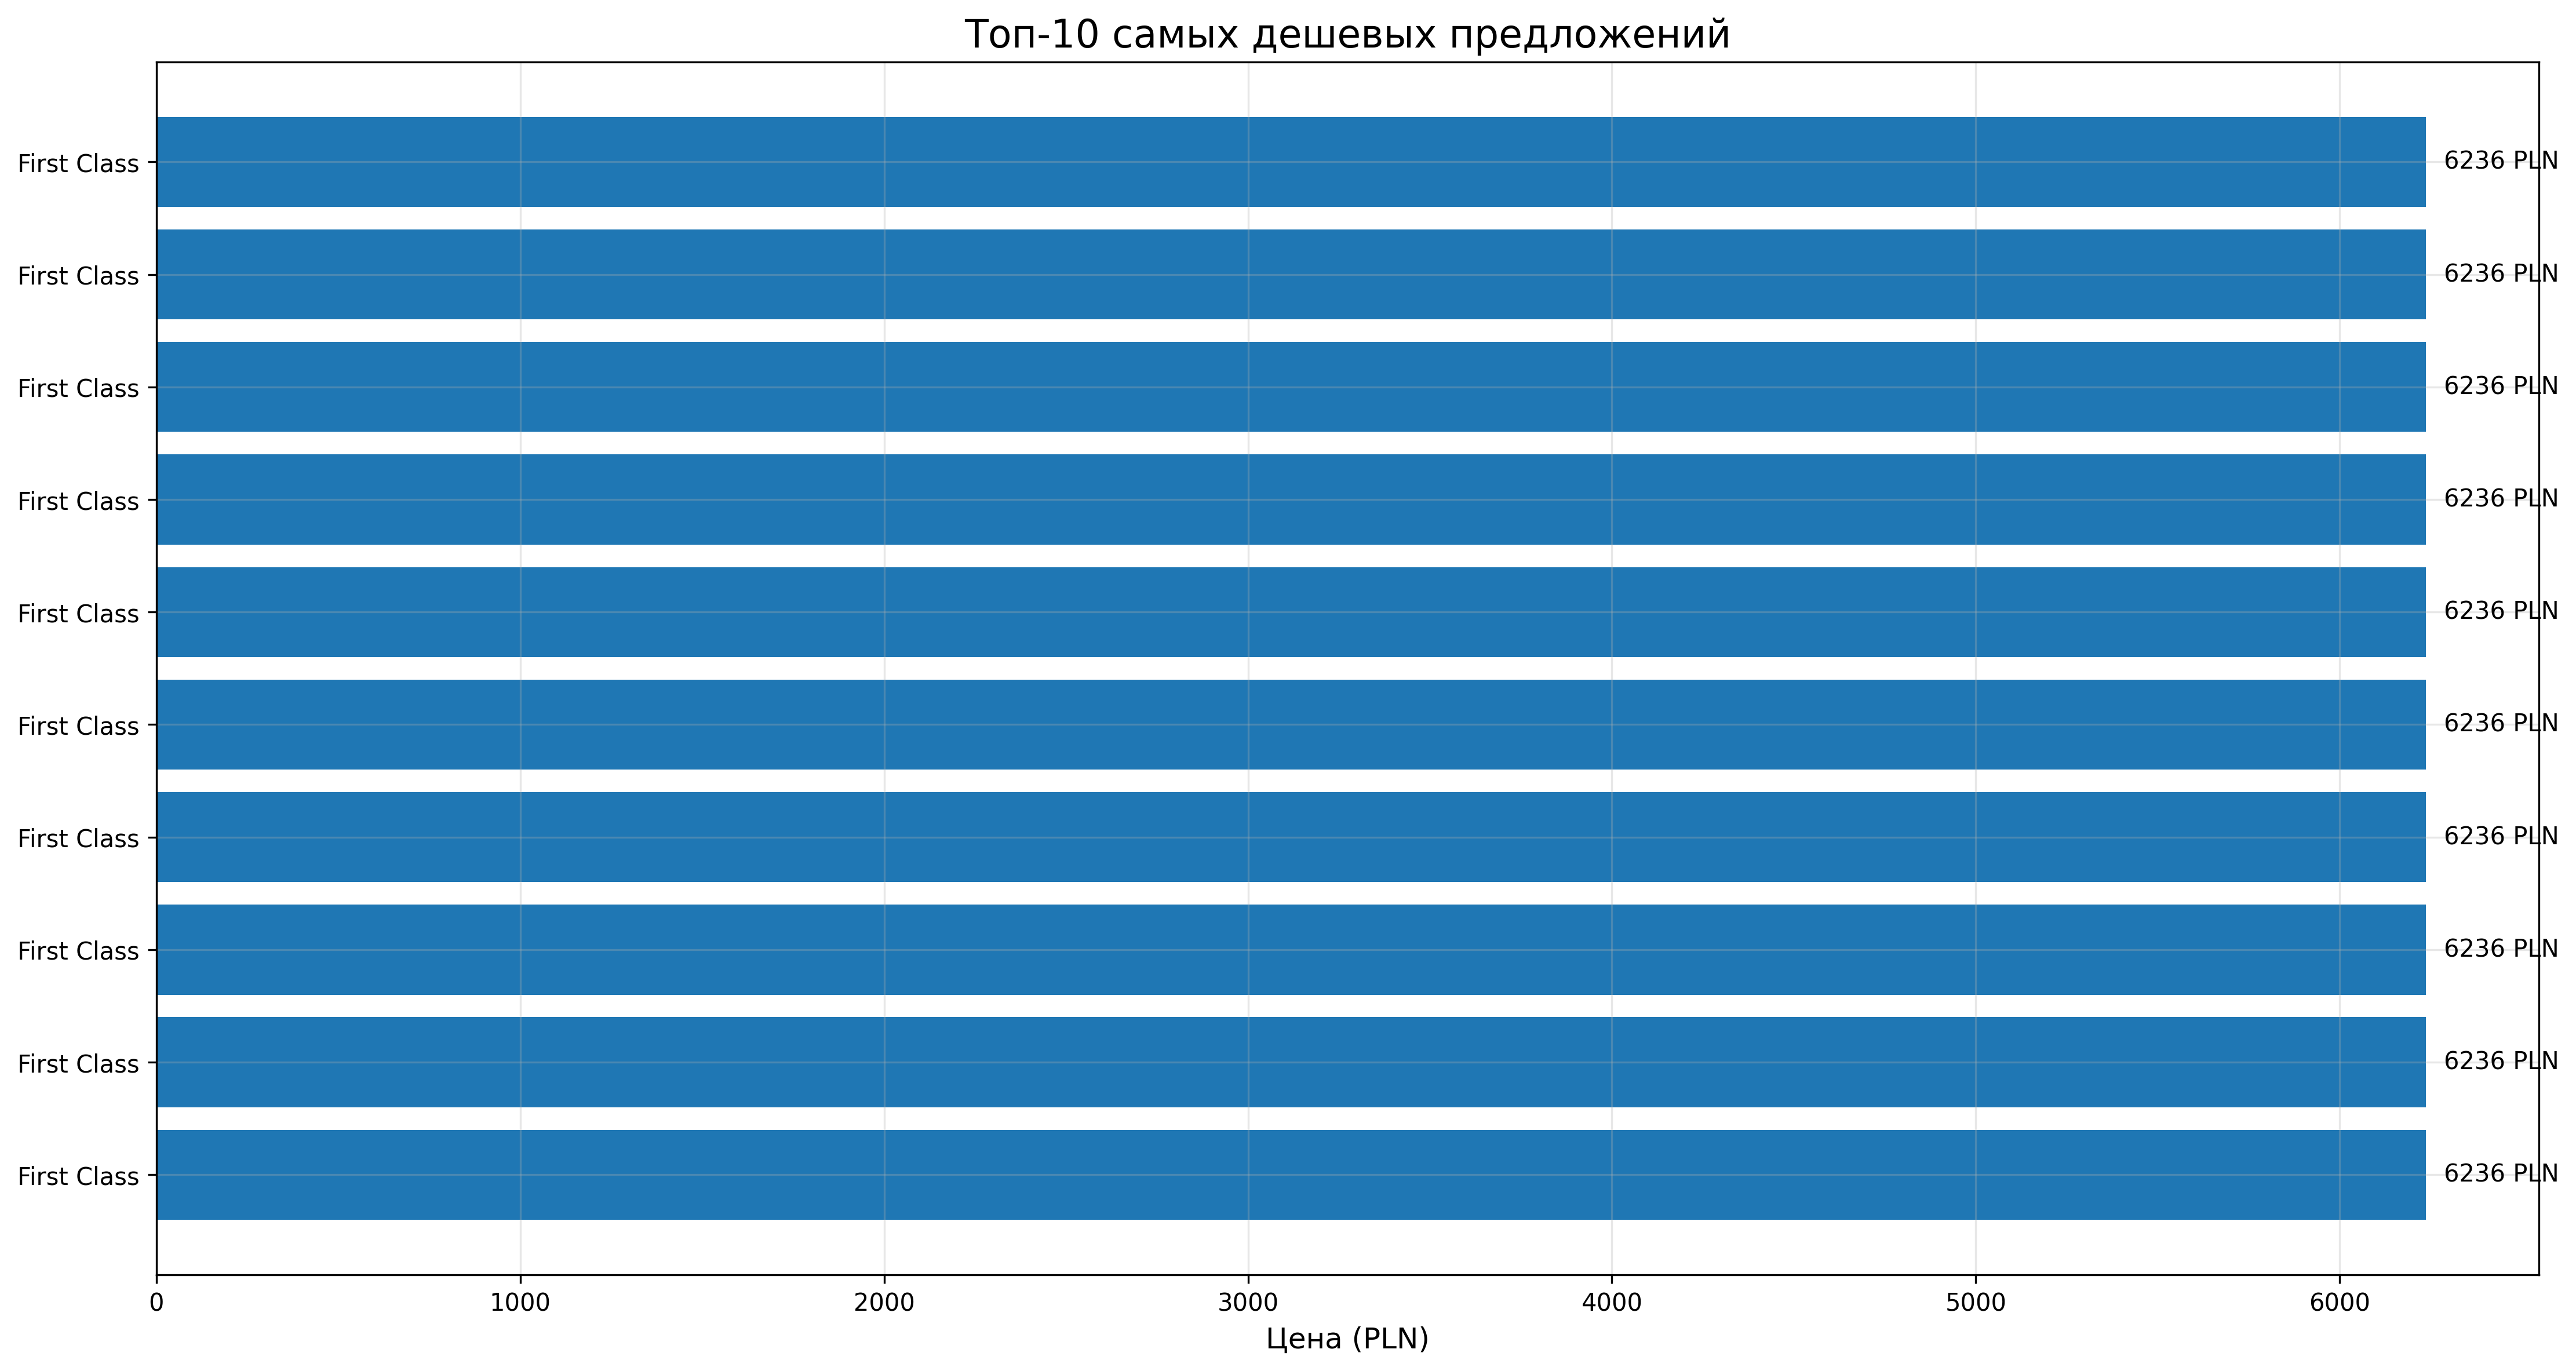 Топ-10 самых дешевых предложений
First Class 6236 PLN
First Class 6236 PLN
First Class 6236 PLN
First Class 6236 PLN
First Class 6236 PLN
First Class 6236 PLN
First Class 6236 PLN
First Class 6236 PLN
First Class 6236 PLN
First Class 6236 PLN
0 1000 2000 3000 4000 5000 6000
Цена (PLN)